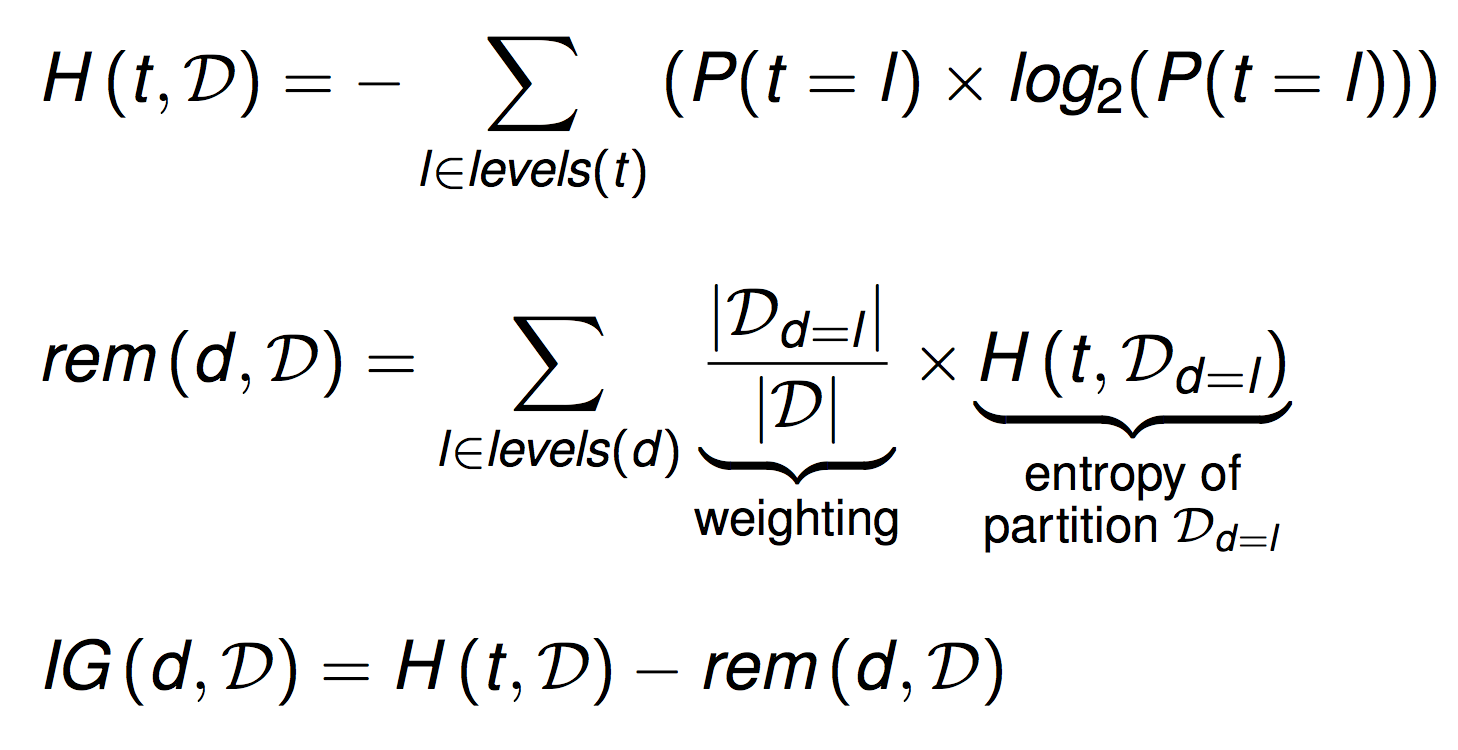 H(t, 𝒟) = − ∑_{l∈levels(t)} (P(t = l) × log₂(P(t = l)))
rem(d, 𝒟) = ∑_{l∈levels(d)} |𝒟_{d=l}| / |𝒟| × H(t, 𝒟_{d=l})
weighting
entropy of
partition 𝒟_{d=l}
IG(d, 𝒟) = H(t, 𝒟) − rem(d, 𝒟)